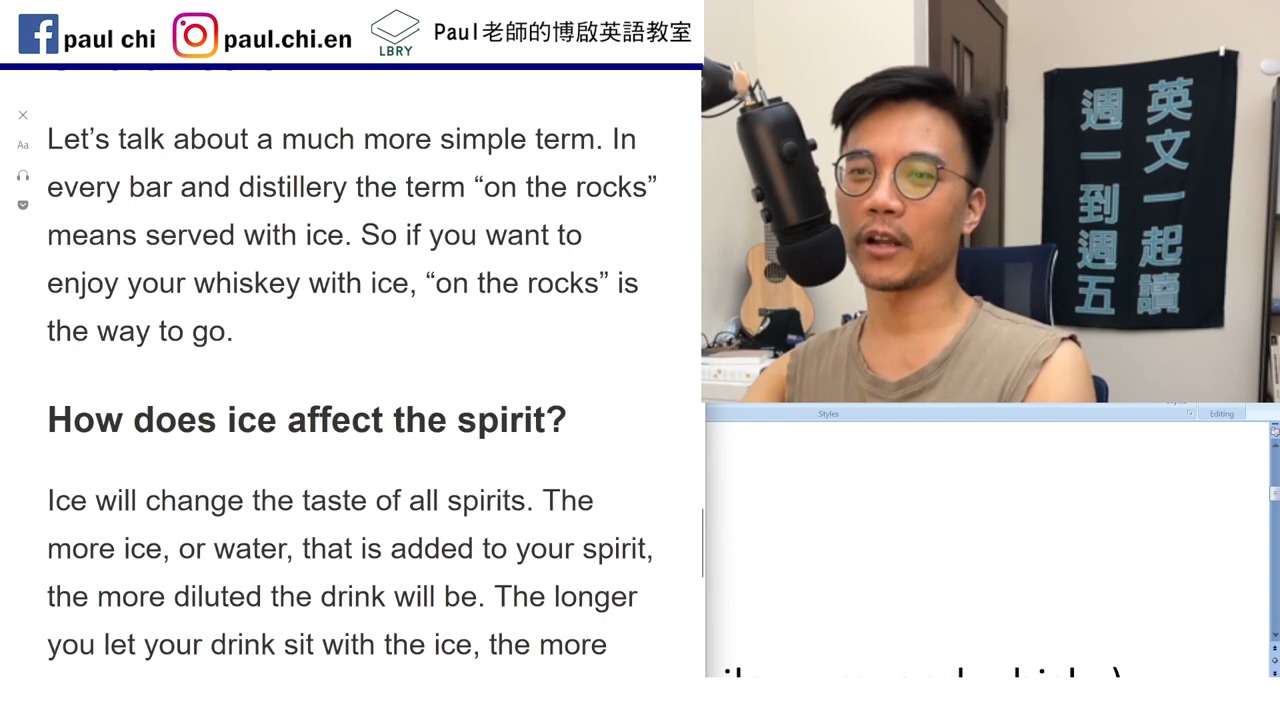 paul chi
paul.chi.en
LBRY
Paul老師的博啟英語教室
Aa
Let’s talk about a much more simple term. In
every bar and distillery the term “on the rocks”
means served with ice. So if you want to
enjoy your whiskey with ice, “on the rocks” is
the way to go.
How does ice affect the spirit?
Ice will change the taste of all spirits. The
more ice, or water, that is added to your spirit,
the more diluted the drink will be. The longer
you let your drink sit with the ice, the more
英文一起讀
週一到週五
Styles
Editing